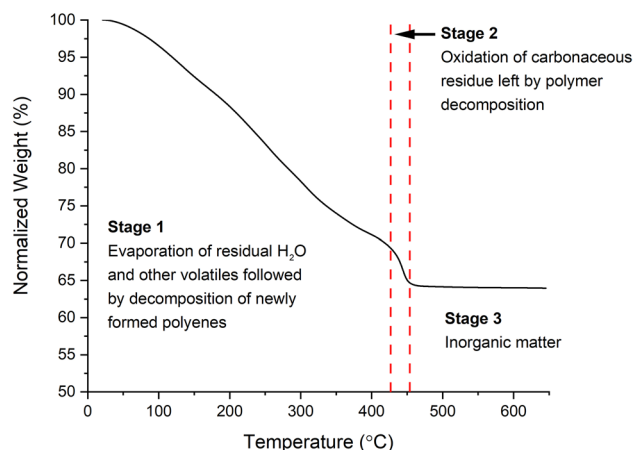 Stage 2
Oxidation of carbonaceous
residue left by polymer
decomposition
Stage 1
Evaporation of residual H₂O
and other volatiles followed
by decomposition of newly
formed polyenes
Stage 3
Inorganic matter
Normalized Weight (%)
100
95
90
85
80
75
70
65
60
55
50
0
100
200
300
400
500
600
Temperature (°C)